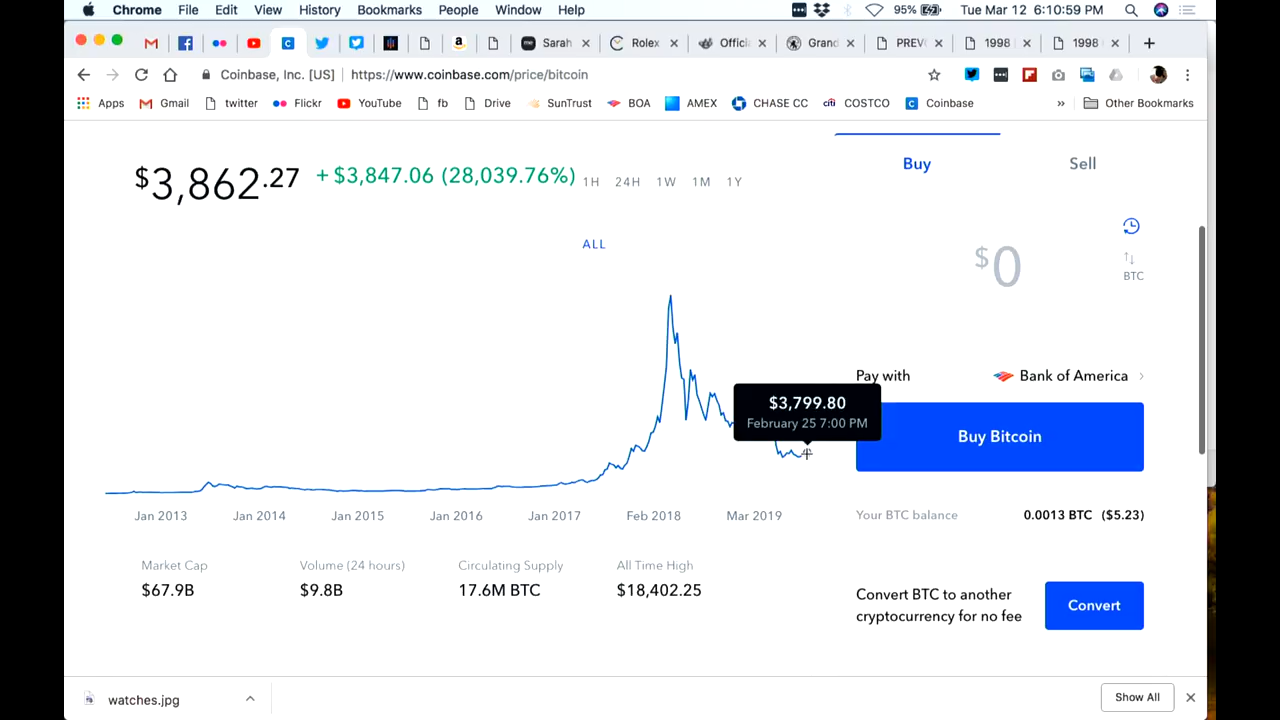 Chrome File Edit View History Bookmarks People Window Help 95% Tue Mar 12 6:10:59 PM
Sarah Rolex Offici Grand PREV 1998 1998
Coinbase, Inc. [US] https://www.coinbase.com/price/bitcoin
Apps Gmail twitter Flickr YouTube fb Drive SunTrust BOA AMEX CHASE CC citi COSTCO Coinbase » Other Bookmarks
$3,862.27 + $3,847.06 (28,039.76%) 1H 24H 1W 1M 1Y
ALL
Buy Sell
$0
BTC
Pay with Bank of America
$3,799.80
February 25 7:00 PM
Buy Bitcoin
Jan 2013 Jan 2014 Jan 2015 Jan 2016 Jan 2017 Feb 2018 Mar 2019
Your BTC balance 0.0013 BTC ($5.23)
Market Cap Volume (24 hours) Circulating Supply All Time High
$67.9B $9.8B 17.6M BTC $18,402.25
Convert BTC to another
cryptocurrency for no fee
Convert
watches.jpg
Show All